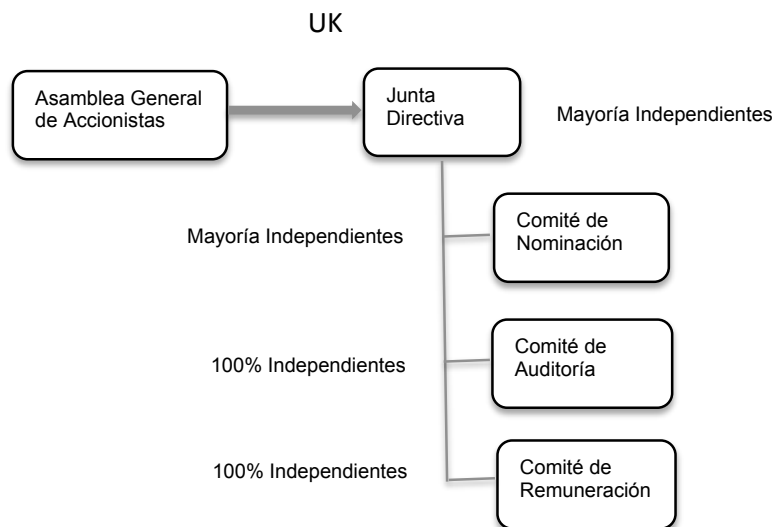 UK
Asamblea General
de Accionistas
Junta
Directiva
Mayoría Independientes
Mayoría Independientes
Comité de
Nominación
100% Independientes
Comité de
Auditoría
100% Independientes
Comité de
Remuneración